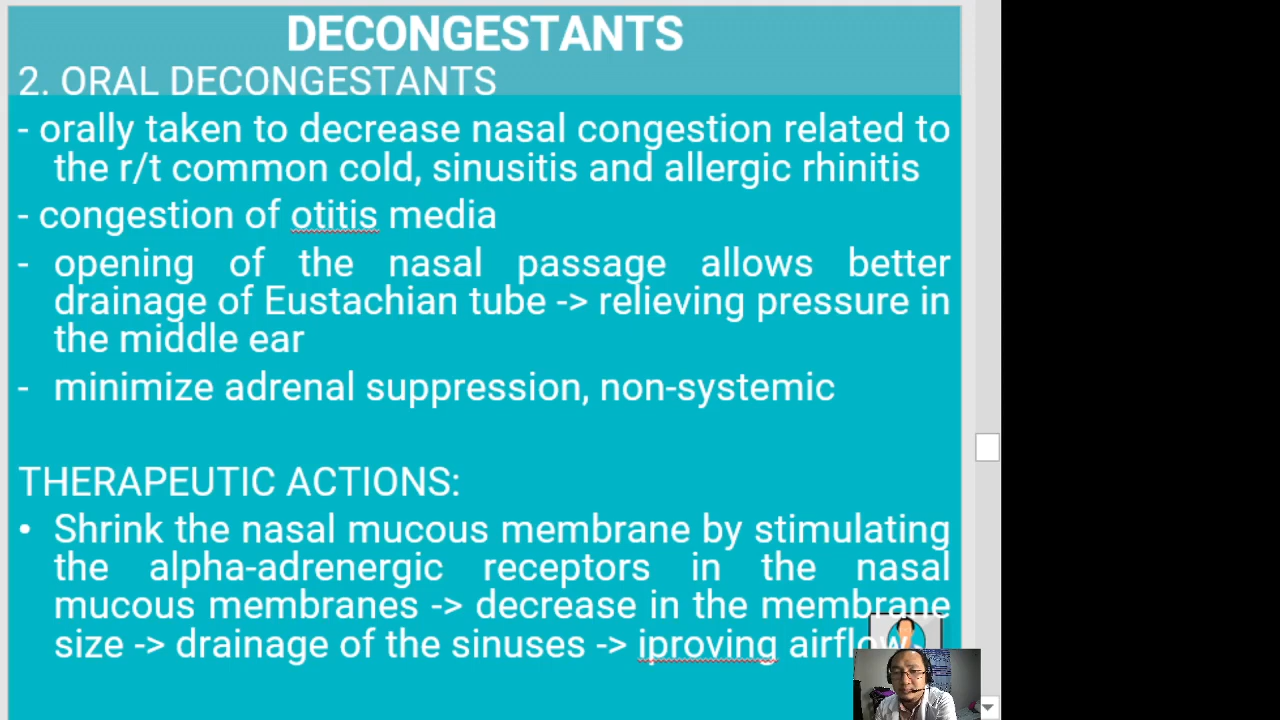 DECONGESTANTS
2. ORAL DECONGESTANTS
- orally taken to decrease nasal congestion related to
the r/t common cold, sinusitis and allergic rhinitis
- congestion of otitis media
- opening of the nasal passage allows better
drainage of Eustachian tube -> relieving pressure in
the middle ear
- minimize adrenal suppression, non-systemic
THERAPEUTIC ACTIONS:
• Shrink the nasal mucous membrane by stimulating
the alpha-adrenergic receptors in the nasal
mucous membranes -> decrease in the membrane
size -> drainage of the sinuses -> iproving airflow